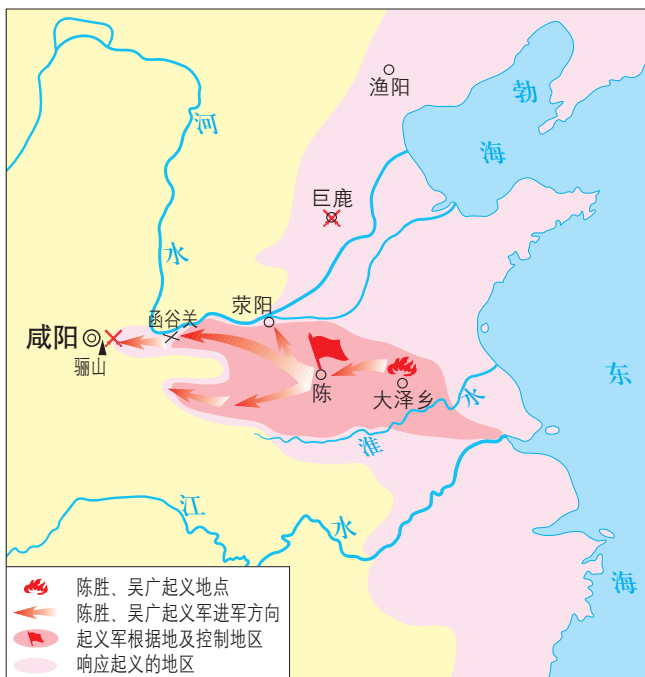 渔阳
勃
海
河
巨鹿
水
荥阳
函谷关
咸阳
骊山
陈
大泽乡
水
淮
东
江
水
海
陈胜、吴广起义地点
陈胜、吴广起义军进军方向
起义军根据地及控制地区
响应起义的地区